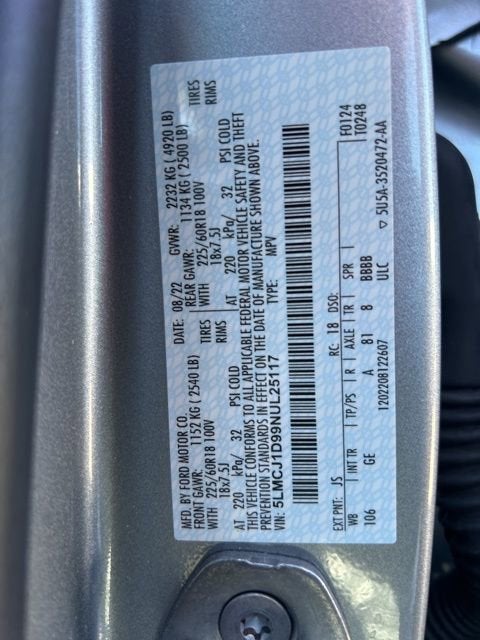 MFD. BY FORD MOTOR CO.
DATE: 08/22 GVWR: 2232 KG ( 4920 LB)
FRONT GAWR: 1152 KG (2540 LB) REAR GAWR: 1134 KG ( 2500 LB)
WITH 225/60R18 100V TIRES WITH 225/60R18 100V TIRES
18x7.5J RIMS 18x7.5J RIMS
AT 220 kPa/ 32 PSI COLD AT 220 kPa/ 32 PSI COLD
THIS VEHICLE CONFORMS TO ALL APPLICABLE FEDERAL MOTOR VEHICLE SAFETY AND THEFT
PREVENTION STANDARDS IN EFFECT ON THE DATE OF MANUFACTURE SHOWN ABOVE.
VIN: 5LMCJ1D99NUL25117 TYPE: MPV
F0124
T0248
EXT PNT: JS RC: 18 DSO:
WB INT TR TP/PS R AXLE TR SPR
106 GE A 81 8 BBBB
ULC
1202208122607
▽ 5U5A-3520472-AA